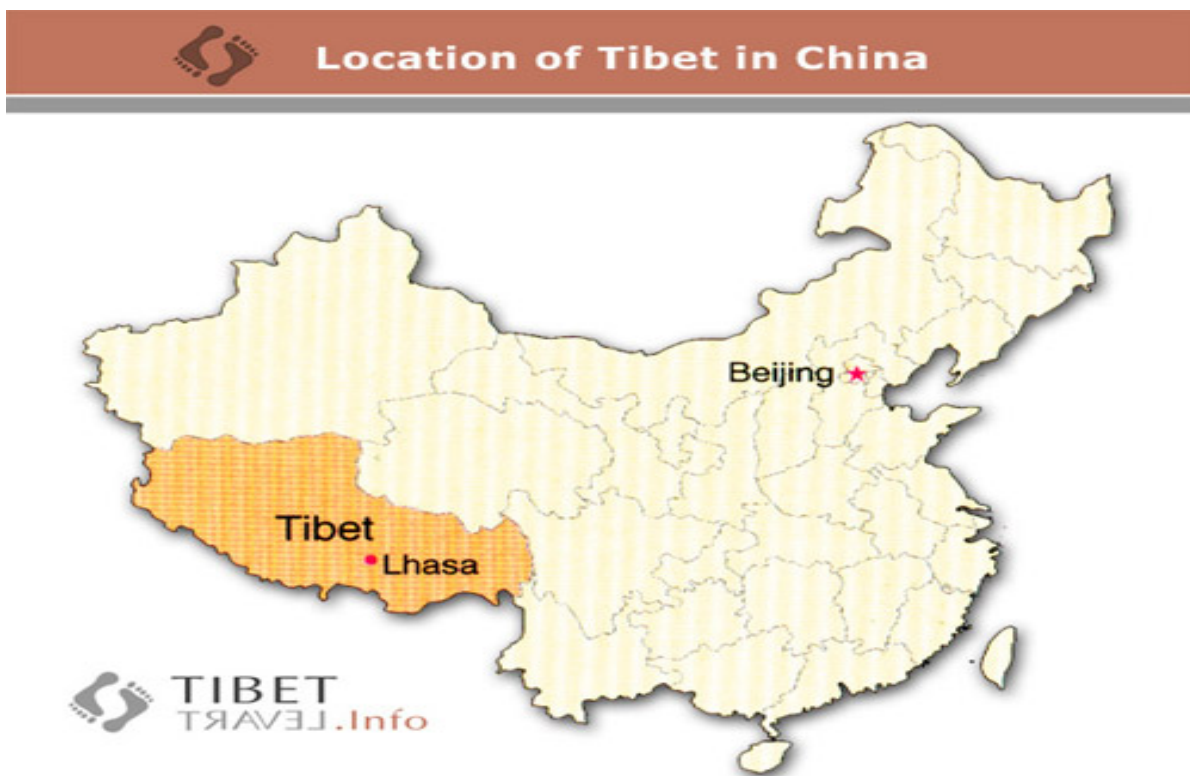 Location of Tibet in China
Beijing
Tibet
Lhasa
TIBET
TRAVEL.Info